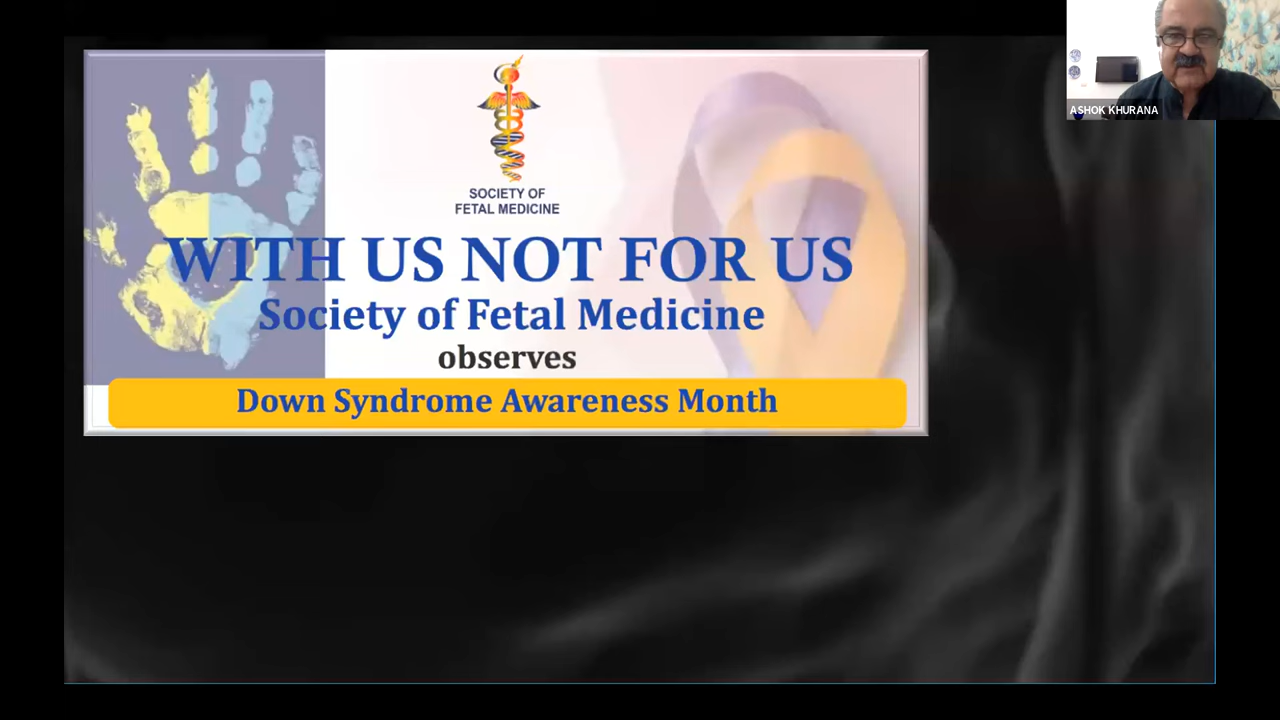 SOCIETY OF
FETAL MEDICINE
WITH US NOT FOR US
Society of Fetal Medicine
observes
Down Syndrome Awareness Month
ASHOK KHURANA